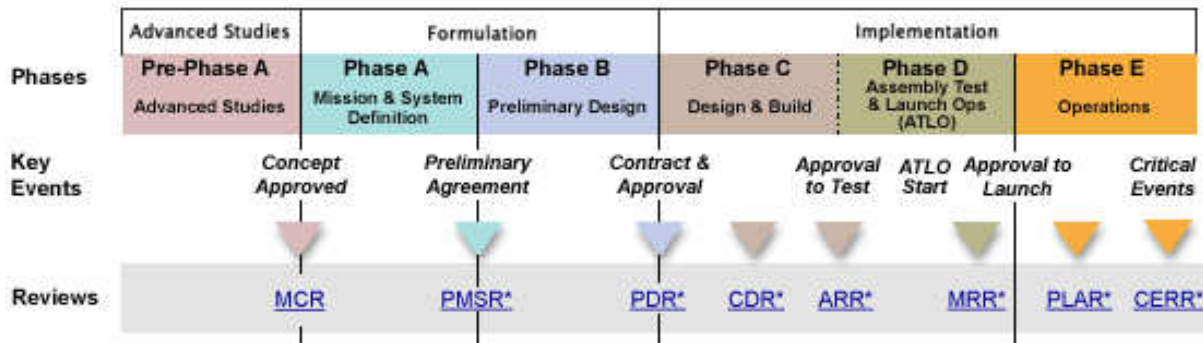 Advanced Studies Formulation Implementation
Phases
Pre-Phase A Phase A Phase B Phase C Phase D Phase E
Advanced Studies
Mission & System
Definition
Preliminary Design
Design & Build
Assembly Test
& Launch Ops
(ATLO)
Operations
Key
Events
Concept
Approved
Preliminary
Agreement
Contract &
Approval
Approval
to Test
ATLO
Start
Approval to
Launch
Critical
Events
Reviews
MCR PMSR* PDR* CDR* ARR* MRR* PLAR* CERR*